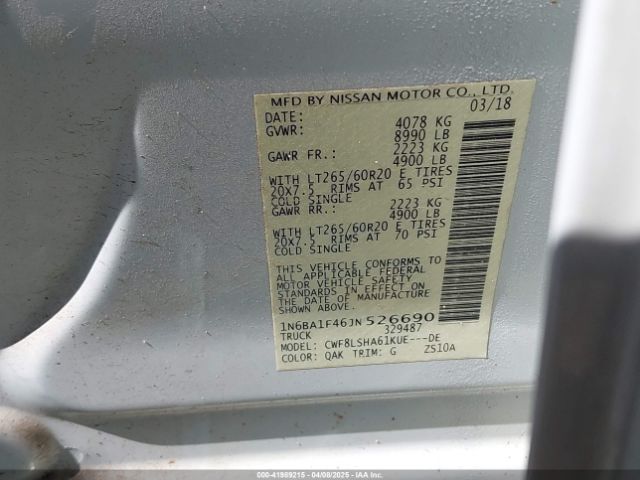 MFD BY NISSAN MOTOR CO., LTD.
DATE: 03/18
GVWR: 4078 KG
8990 LB
GAWR FR.: 2223 KG
4900 LB
WITH LT265/60R20 E TIRES
20X7.5 RIMS AT 65 PSI
COLD SINGLE
GAWR RR.: 2223 KG
4900 LB
WITH LT265/60R20 E TIRES
20X7.5 RIMS AT 70 PSI
COLD SINGLE
THIS VEHICLE CONFORMS TO
ALL APPLICABLE FEDERAL
MOTOR VEHICLE SAFETY
STANDARDS IN EFFECT ON
THE DATE OF MANUFACTURE
SHOWN ABOVE.
1N6BA1F46JN526690
TRUCK 329487
MODEL: CWF8LSHA61KUE---DE
COLOR: QAK TRIM: G ZS10A
000-41989215 - 04/08/2025 - IAAI.COM